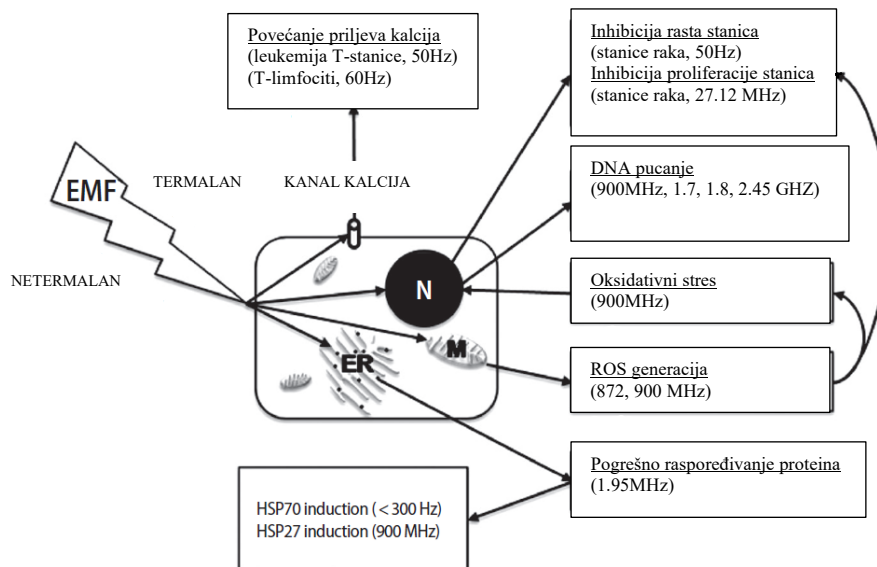 Povećanje priljeva kalcija
(leukemija T-stanice, 50Hz)
(T-limfociti, 60Hz)
Inhibicija rasta stanica
(stanice raka, 50Hz)
Inhibicija proliferacije stanica
(stanice raka, 27.12 MHz)
EMF
TERMALAN
KANAL KALCIJA
DNA pucanje
(900MHz, 1.7, 1.8, 2.45 GHZ)
NETERMALAN
N
Oksidativni stres
(900MHz)
ER
M
ROS generacija
(872, 900 MHz)
Pogrešno raspoređivanje proteina
(1.95MHz)
HSP70 induction (< 300 Hz)
HSP27 induction (900 MHz)